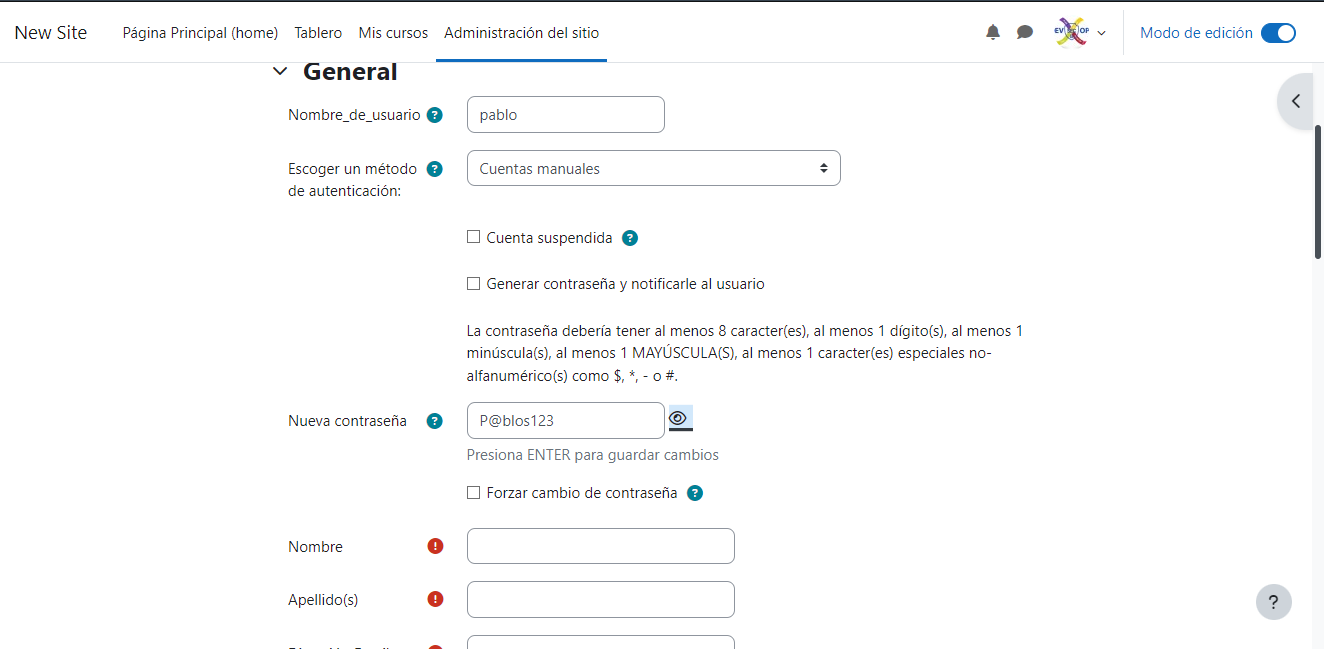 New Site Página Principal (home) Tablero Mis cursos Administración del sitio EV OP Modo de edición
General
Nombre_de_usuario ? pablo
Escoger un método ? Cuentas manuales
de autenticación:
Cuenta suspendida ?
Generar contraseña y notificarle al usuario
La contraseña debería tener al menos 8 caracter(es), al menos 1 dígito(s), al menos 1
minúscula(s), al menos 1 MAYÚSCULA(S), al menos 1 caracter(es) especiales no-
alfanumérico(s) como $, *, - o #.
Nueva contraseña ? P@blos123
Presiona ENTER para guardar cambios
Forzar cambio de contraseña ?
Nombre !
Apellido(s) !
?